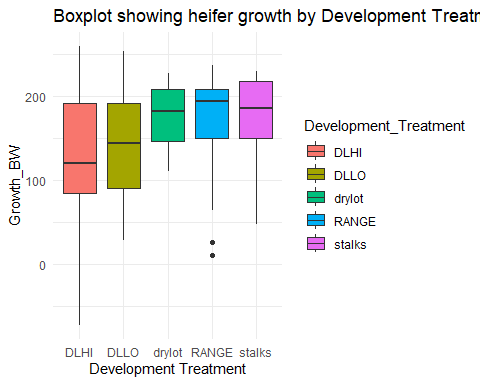 Boxplot showing heifer growth by Development Treatm
Growth_BW
200
100
0
DLHI DLLO drylot RANGE stalks
Development Treatment
Development_Treatment
DLHI
DLLO
drylot
RANGE
stalks